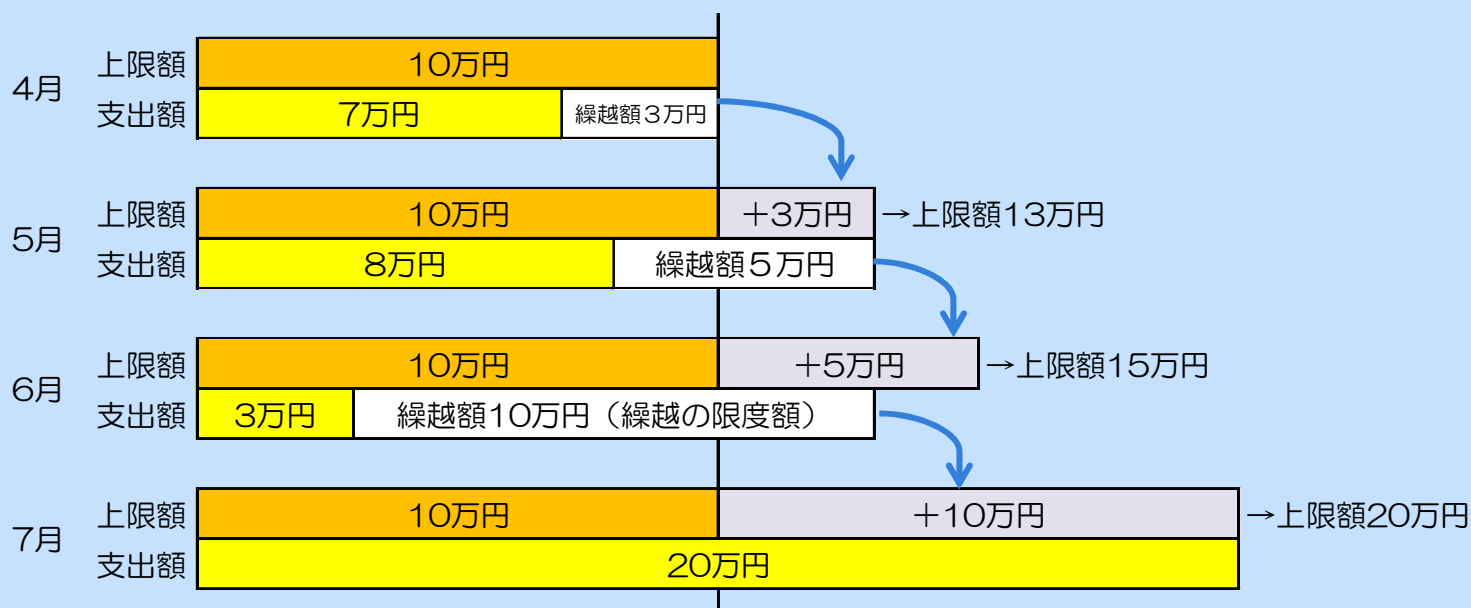 4月
上限額 10万円
支出額 7万円 繰越額3万円
5月
上限額 10万円 +3万円 →上限額13万円
支出額 8万円 繰越額5万円
6月
上限額 10万円 +5万円 →上限額15万円
支出額 3万円 繰越額10万円(繰越の限度額)
7月
上限額 10万円 +10万円 →上限額20万円
支出額 20万円